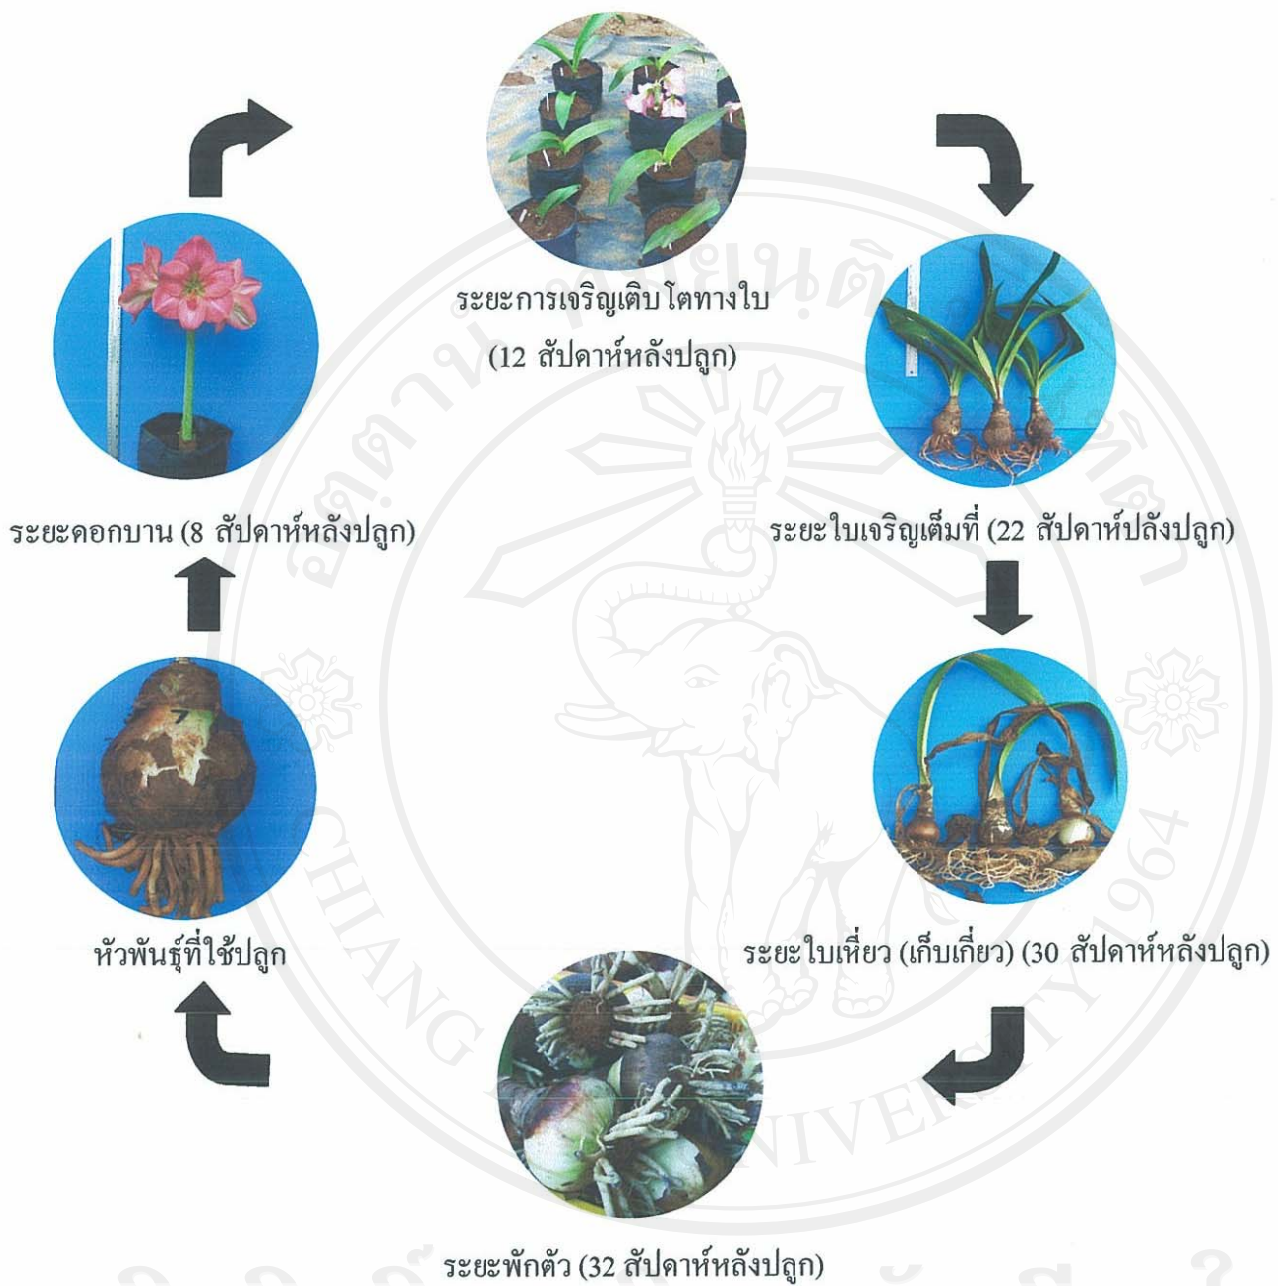 ระยะการเจริญเติบโตทางใบ
(12 สัปดาห์หลังปลูก)
ระยะดอกบาน (8 สัปดาห์หลังปลูก)
ระยะใบเจริญเต็มที่ (22 สัปดาห์ปลังปลูก)
7
หัวพันธุ์ที่ใช้ปลูก
ระยะใบเหี่ยว (เก็บเกี่ยว) (30 สัปดาห์หลังปลูก)
ระยะพักตัว (32 สัปดาห์หลังปลูก)
CHIANG UNIVERSITY 1964